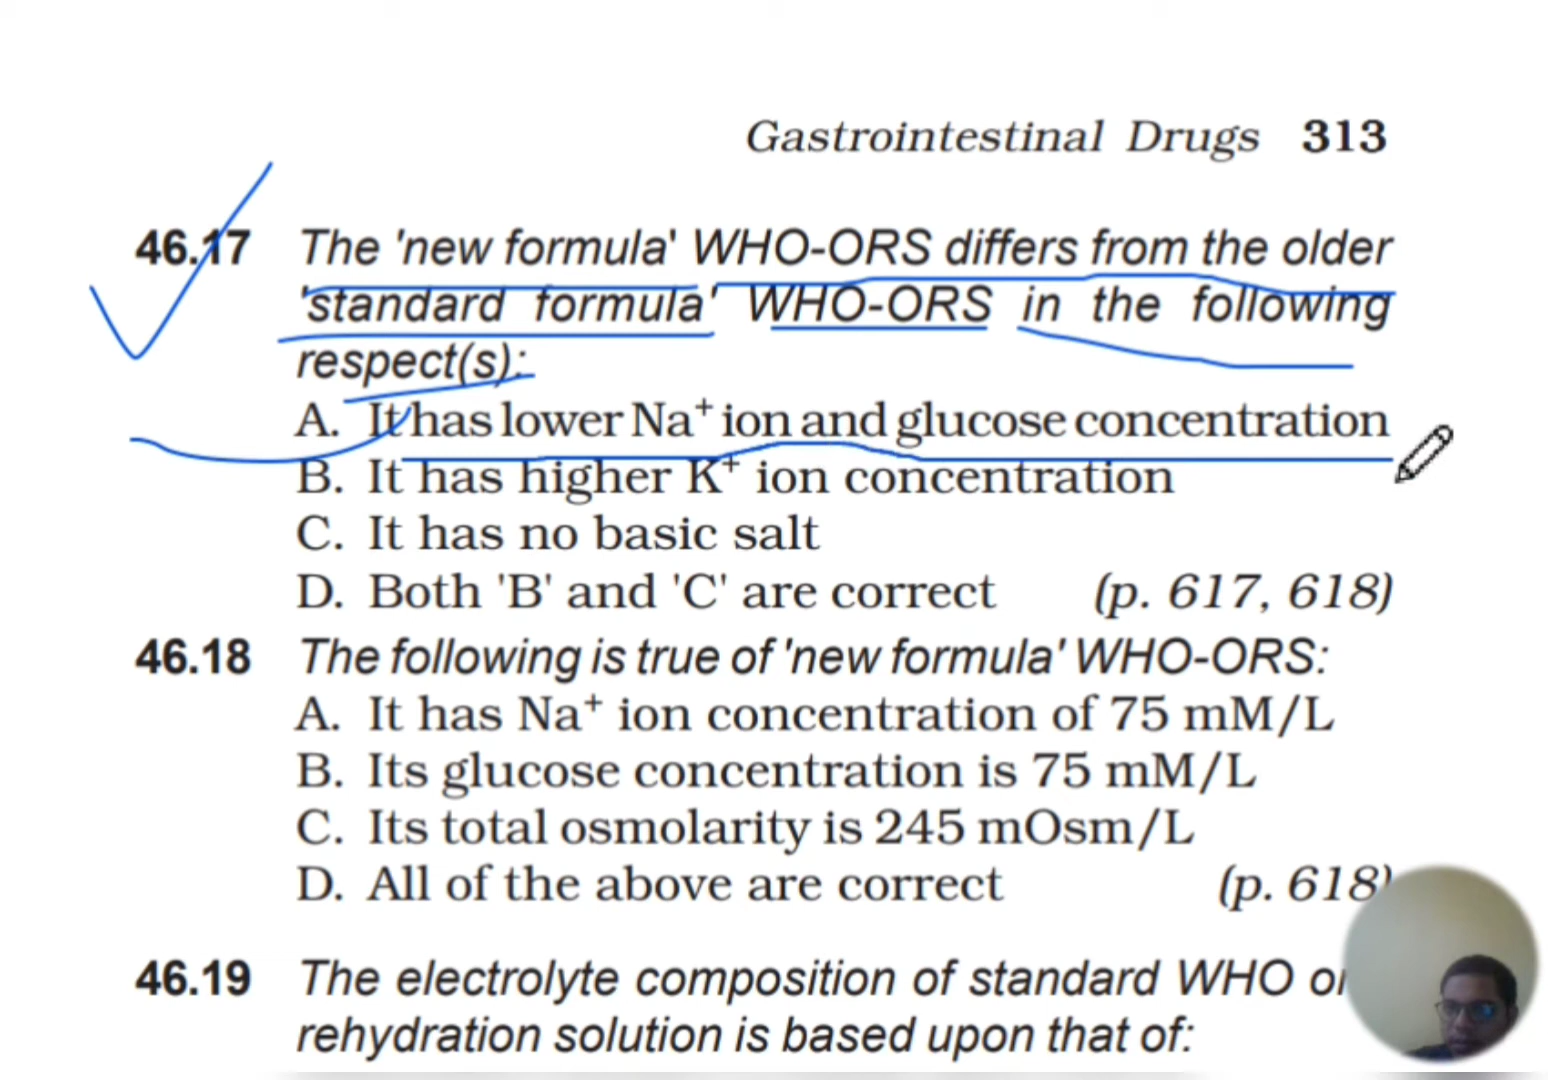 Gastrointestinal Drugs 313
46.17 The 'new formula' WHO-ORS differs from the older
'standard formula' WHO-ORS in the following
respect(s):
A. It has lower Na⁺ ion and glucose concentration
B. It has higher K⁺ ion concentration
C. It has no basic salt
D. Both 'B' and 'C' are correct (p. 617, 618)
46.18 The following is true of 'new formula' WHO-ORS:
A. It has Na⁺ ion concentration of 75 mM/L
B. Its glucose concentration is 75 mM/L
C. Its total osmolarity is 245 mOsm/L
D. All of the above are correct (p. 618)
46.19 The electrolyte composition of standard WHO
rehydration solution is based upon that of: